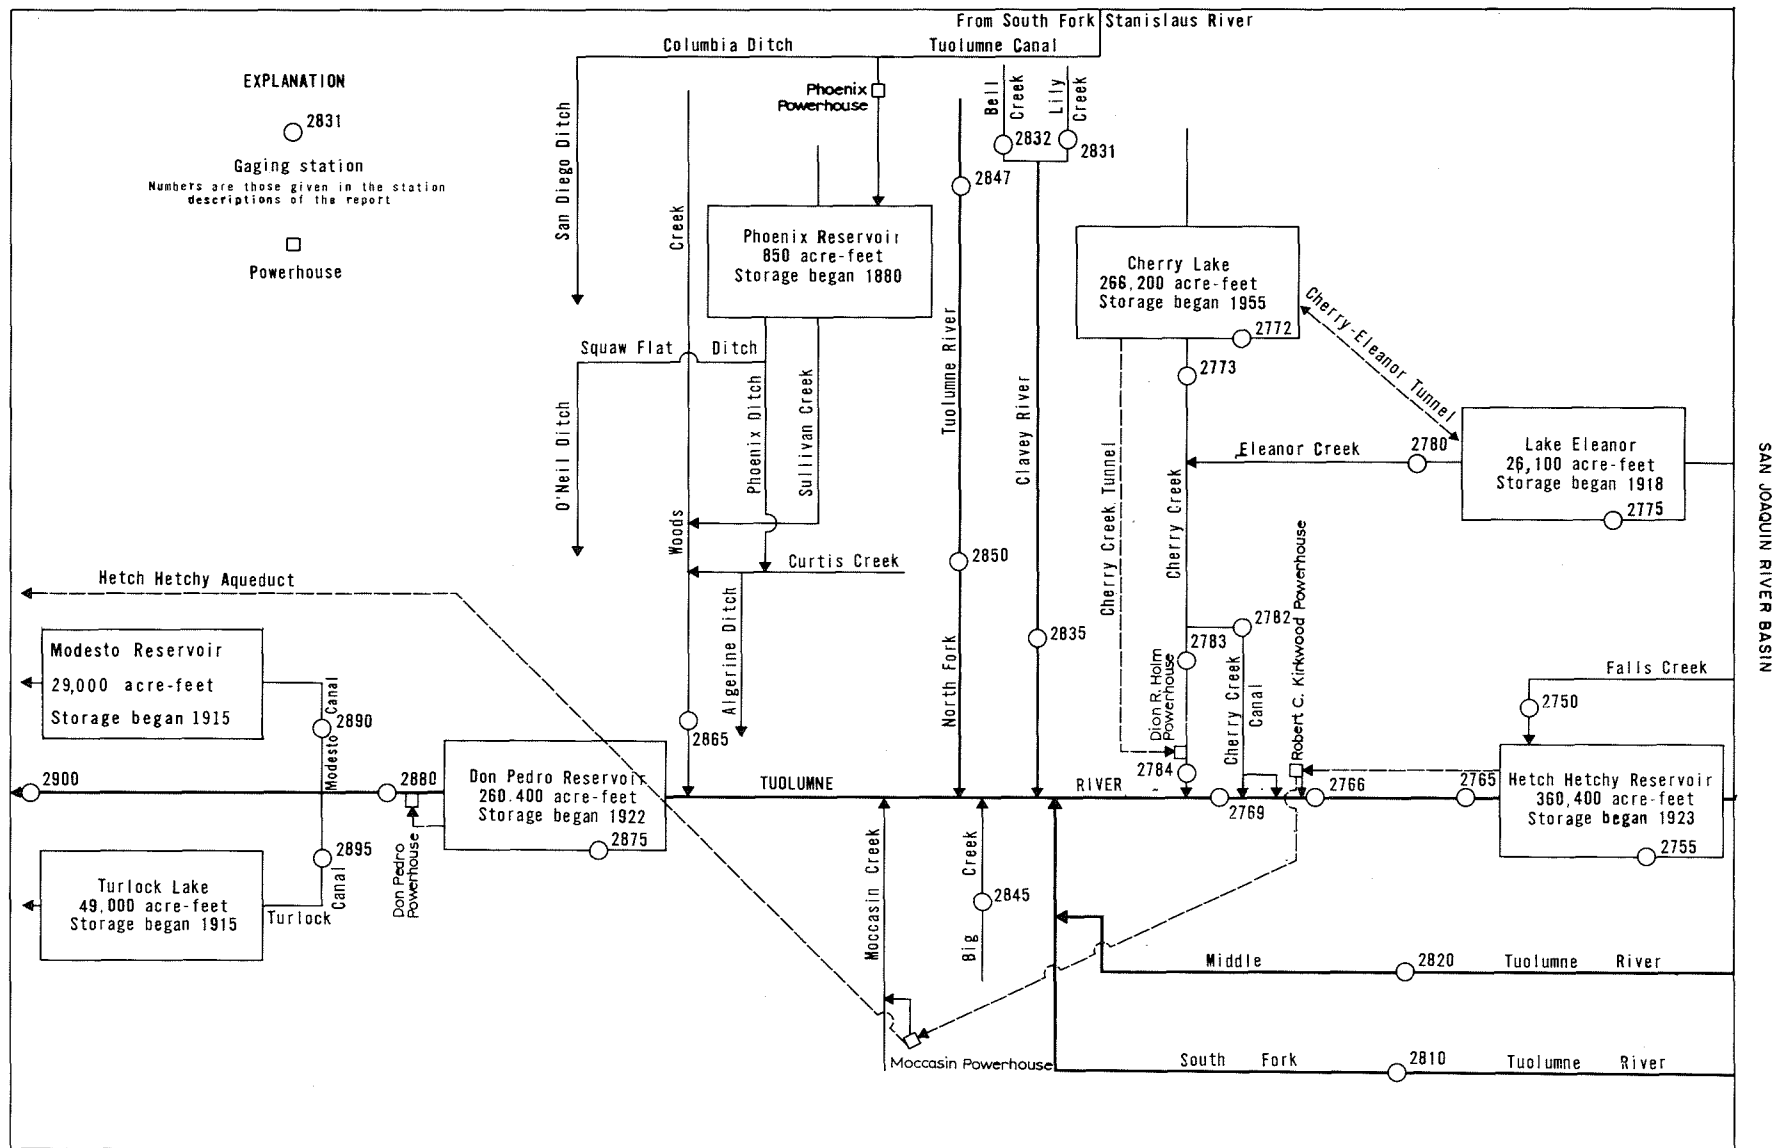 From South Fork Stanislaus River
Columbia Ditch
Tuolumne Canal
EXPLANATION
2831
Gaging station
Numbers are those given in the station
descriptions of the report
Powerhouse
San Diego Ditch
Creek
Phoenix
Powerhouse
Bell
Creek
Lily
Creek
2832
2831
2847
Phoenix Reservoir
850 acre-feet
Storage began 1880
Cherry Lake
266,200 acre-feet
Storage began 1955
2772
2773
Cherry-Eleanor Tunnel
Squaw Flat Ditch
O'Neil Ditch
Phoenix Ditch
Sullivan Creek
Tuolumne River
Clavey River
Cherry Creek Tunnel
Cherry Creek
Eleanor Creek
2780
Lake Eleanor
26,100 acre-feet
Storage began 1918
2775
SAN JOAQUIN RIVER BASIN
Woods
Curtis Creek
2850
Hetch Hetchy Aqueduct
Algerine Ditch
North Fork
2835
2782
2783
Robert C. Kirkwood Powerhouse
Dion R. Holm
Powerhouse
Cherry Creek
Canal
Falls Creek
2750
Modesto Reservoir
29,000 acre-feet
Storage began 1915
Modesto Canal
2890
2865
2784
2900
2880
Don Pedro Reservoir
260.400 acre-feet
Storage began 1922
2875
TUOLUMNE RIVER
2769
2766
2765
Hetch Hetchy Reservoir
360,400 acre-feet
Storage began 1923
2755
2895
Turlock Lake
49,000 acre-feet
Storage began 1915
Turlock
Canal
Don Pedro
Powerhouse
Moccasin Creek
Big Creek
2845
Middle
2820
Tuolumne River
Moccasin Powerhouse
South Fork
2810
Tuolumne River